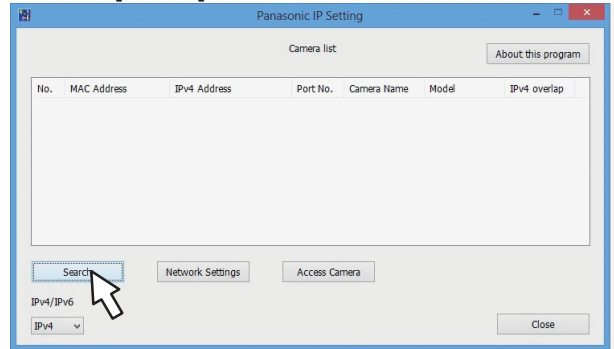 Panasonic IP Setting
Camera list
About this program
No. MAC Address IPv4 Address Port No. Camera Name Model IPv4 overlap
Search Network Settings Access Camera
IPv4/IPv6
IPv4 Close